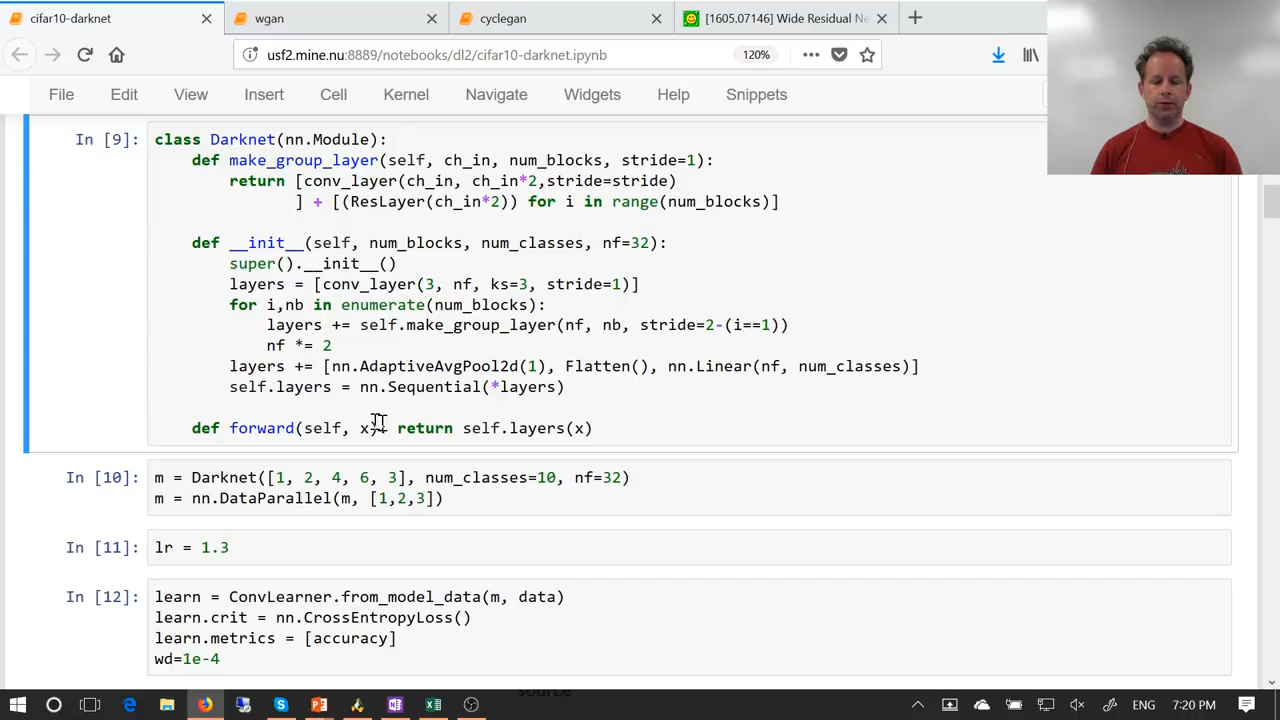 cifar10-darknet
wgan
cyclegan
[1605.07146] Wide Residual Ne
usf2.mine.nu:8889/notebooks/dl2/cifar10-darknet.ipynb
120%
File Edit View Insert Cell Kernel Navigate Widgets Help Snippets
In [9]:
class Darknet(nn.Module):
def make_group_layer(self, ch_in, num_blocks, stride=1):
return [conv_layer(ch_in, ch_in*2,stride=stride)
] + [(ResLayer(ch_in*2)) for i in range(num_blocks)]
def __init__(self, num_blocks, num_classes, nf=32):
super().__init__()
layers = [conv_layer(3, nf, ks=3, stride=1)]
for i,nb in enumerate(num_blocks):
layers += self.make_group_layer(nf, nb, stride=2-(i==1))
nf *= 2
layers += [nn.AdaptiveAvgPool2d(1), Flatten(), nn.Linear(nf, num_classes)]
self.layers = nn.Sequential(*layers)
def forward(self, x): return self.layers(x)
In [10]:
m = Darknet([1, 2, 4, 6, 3], num_classes=10, nf=32)
m = nn.DataParallel(m, [1,2,3])
In [11]:
lr = 1.3
In [12]:
learn = ConvLearner.from_model_data(m, data)
learn.crit = nn.CrossEntropyLoss()
learn.metrics = [accuracy]
wd=1e-4
source
ENG
7:20 PM